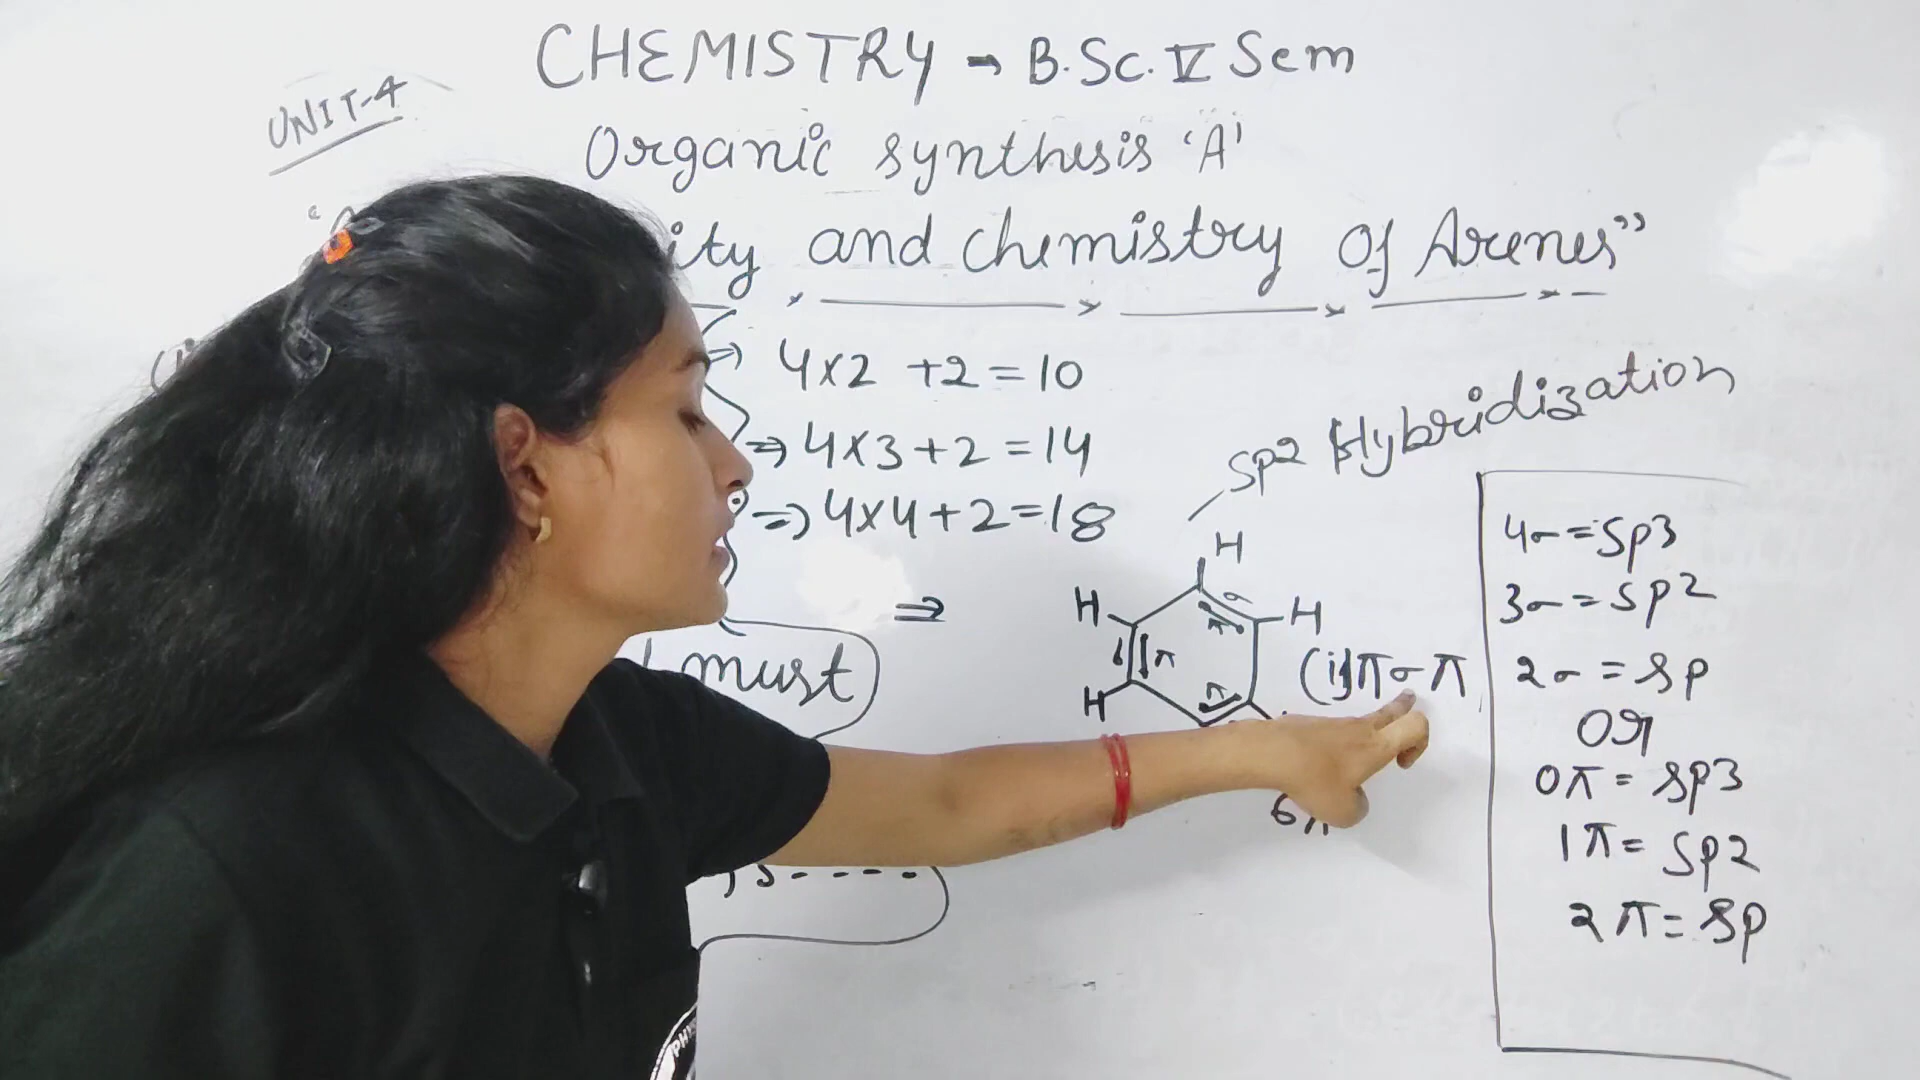 CHEMISTRY → B.Sc. V Sem
UNIT-4
Organic synthesis 'A'
ity and chemistry of Arenes"
⇒ 4×2 +2=10
⇒ 4×3+2=14
⇒ 4×4+2=18
sp2 Hybridization
⇒
H
H H
π
π
σ
π
H
(i) π σ π
must
6π
4σ=sp3
3σ=sp2
2σ=sp
or
0π=sp3
1π=sp2
2π=sp